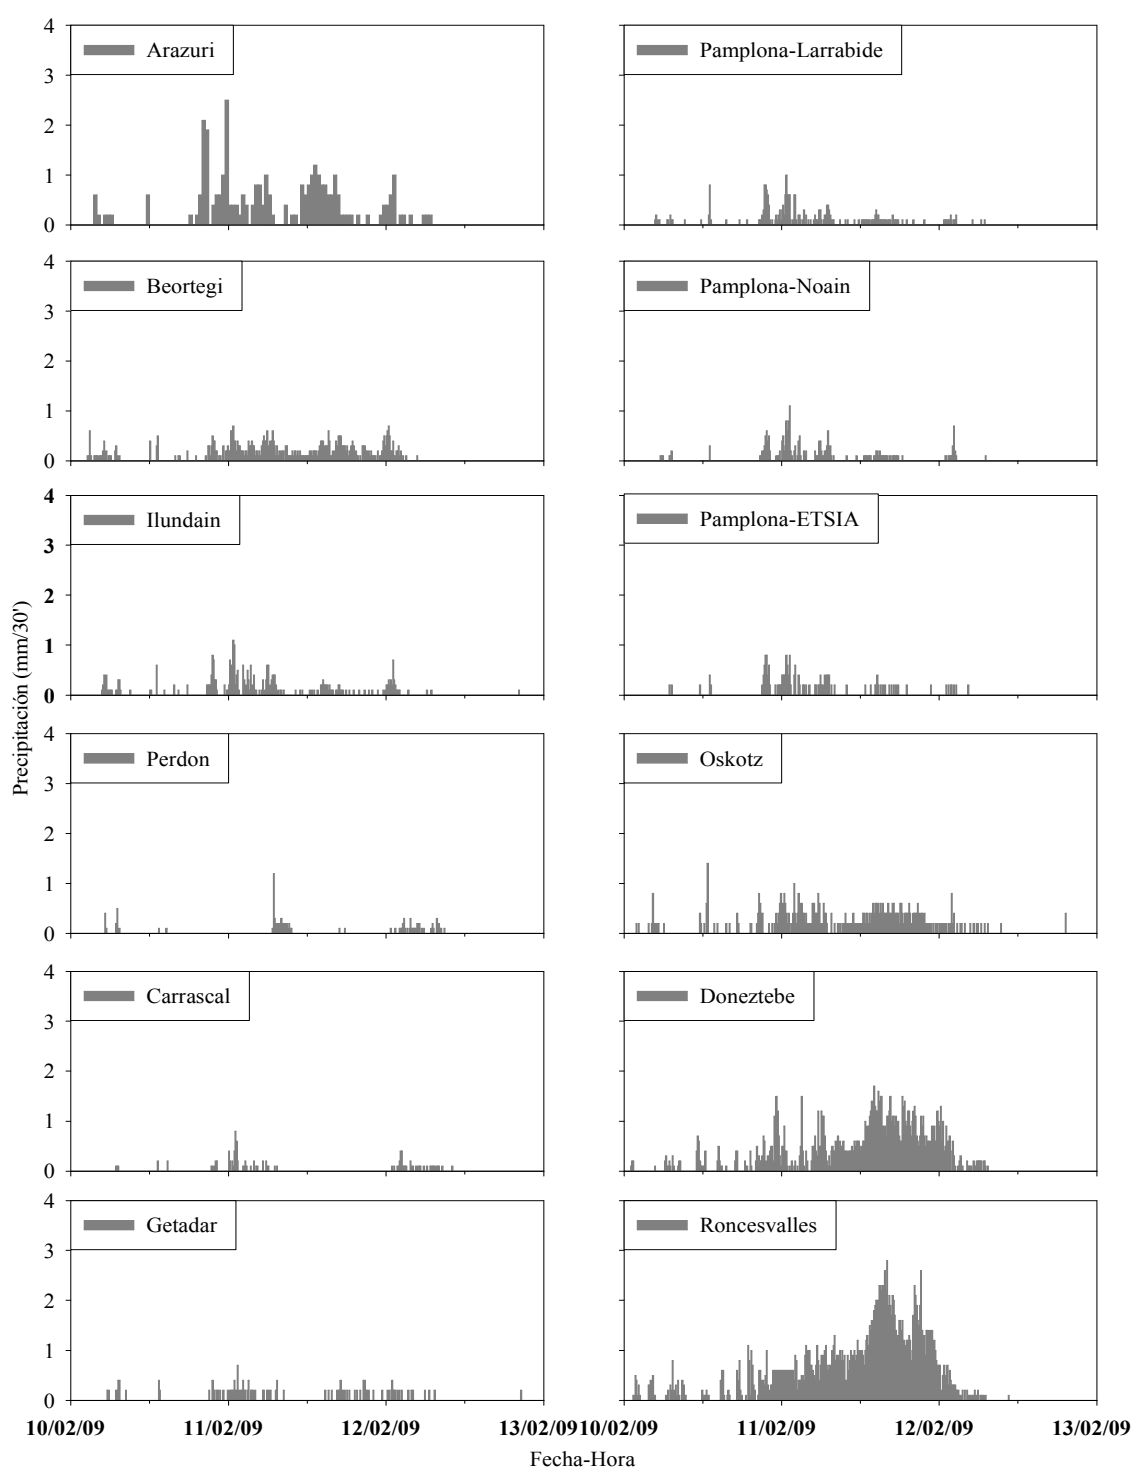 4
Arazuri
3
2
1
0
Pamplona-Larrabide
4
Beortegi
3
2
1
0
Pamplona-Noain
4
Ilundain
3
2
1
0
Pamplona-ETSIA
Precipitación (mm/30')
4
Perdon
3
2
1
0
Oskotz
4
Carrascal
3
2
1
0
Doneztebe
4
Getadar
3
2
1
0
Roncesvalles
10/02/09 11/02/09 12/02/09 13/02/09
10/02/09 11/02/09 12/02/09 13/02/09
Fecha-Hora